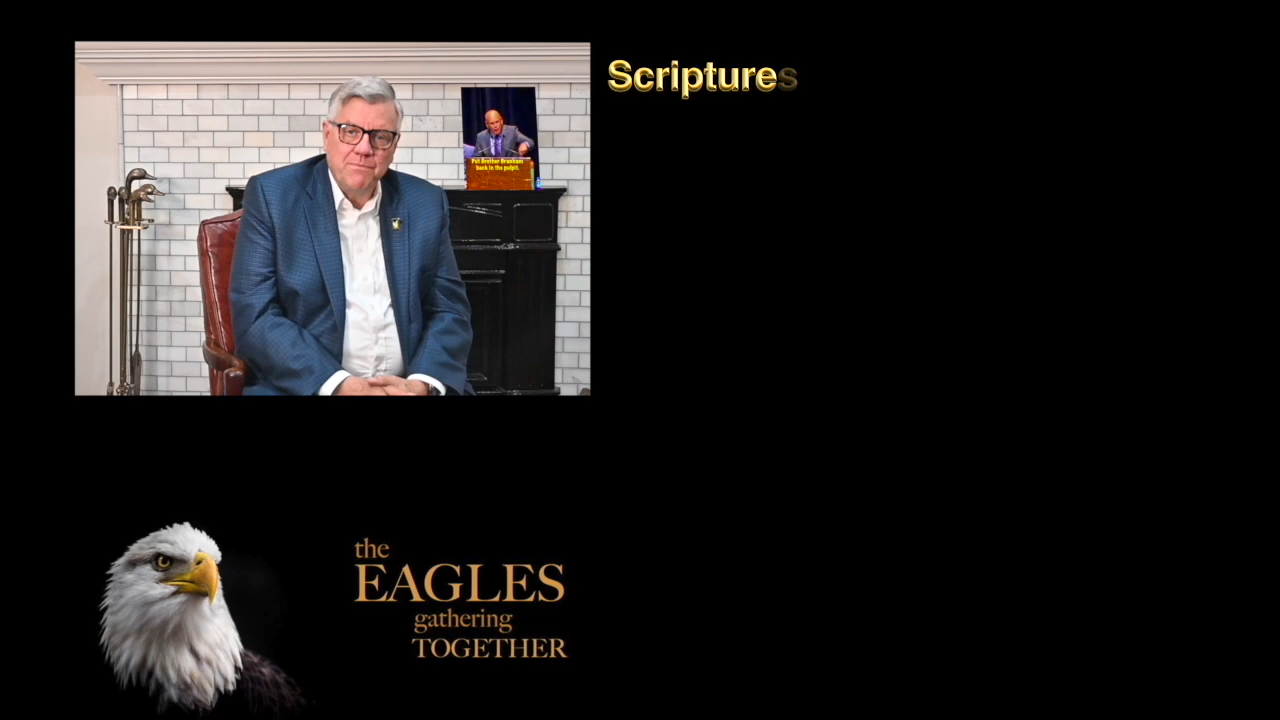 Scriptures
Put Brother Branham
back in the pulpit.
the
EAGLES
gathering
TOGETHER